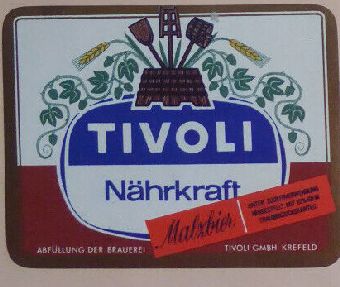 TIVOLI
Nährkraft
Malzbier
ABFÜLLUNG DER BRAUEREI TIVOLI GMBH KREFELD